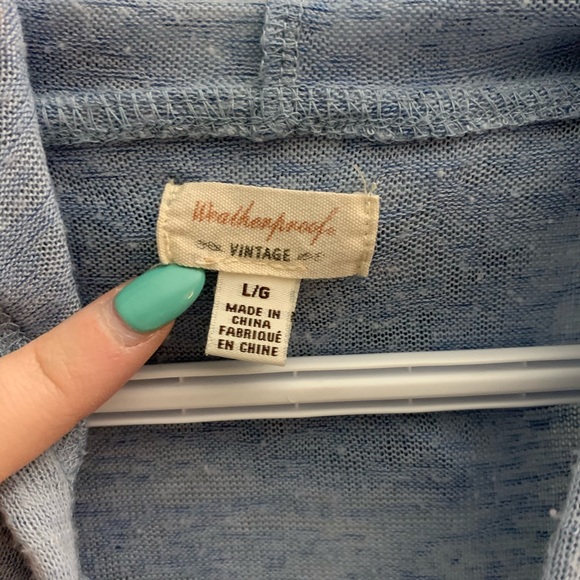 Weatherproof®
VINTAGE
L/G
MADE IN
CHINA
FABRIQUÉ
EN CHINE